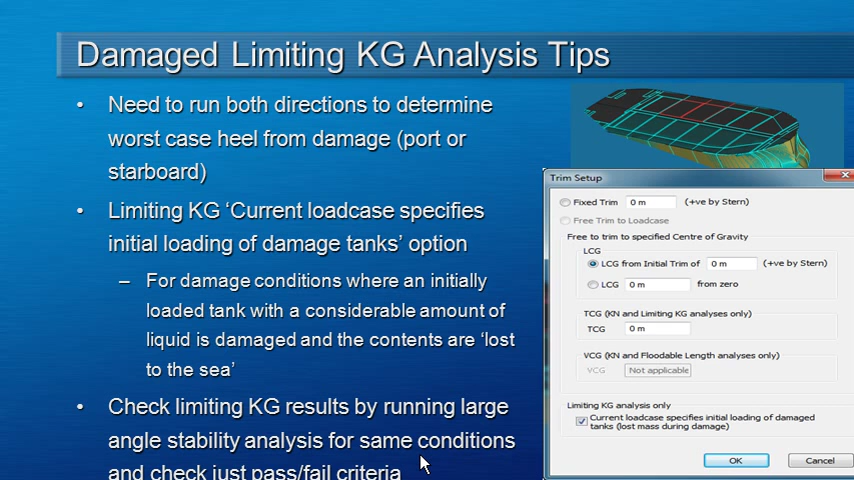 Damaged Limiting KG Analysis Tips
• Need to run both directions to determine
worst case heel from damage (port or
starboard)
• Limiting KG ‘Current loadcase specifies
initial loading of damage tanks’ option
– For damage conditions where an initially
loaded tank with a considerable amount of
liquid is damaged and the contents are ‘lost
to the sea’
• Check limiting KG results by running large
angle stability analysis for same conditions
and check just pass/fail criteria
Trim Setup
Fixed Trim 0 m (+ve by Stern)
Free Trim to Loadcase
Free to trim to specified Centre of Gravity
LCG
LCG from Initial Trim of 0 m (+ve by Stern)
LCG 0 m from zero
TCG (KN and Limiting KG analyses only)
TCG 0 m
VCG (KN and Floodable Length analyses only)
VCG Not applicable
Limiting KG analysis only
Current loadcase specifies initial loading of damaged
tanks (lost mass during damage)
OK Cancel